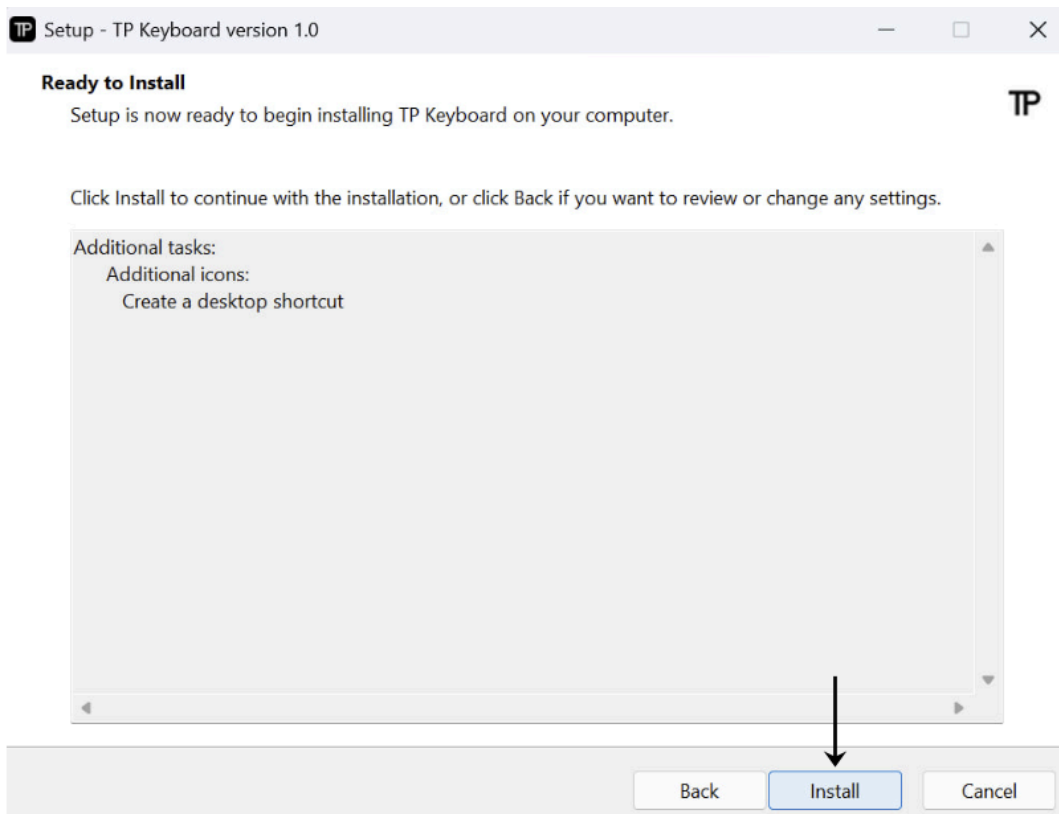 TP Setup - TP Keyboard version 1.0
Ready to Install
Setup is now ready to begin installing TP Keyboard on your computer.
TP
Click Install to continue with the installation, or click Back if you want to review or change any settings.
Additional tasks:
Additional icons:
Create a desktop shortcut
Back Install Cancel